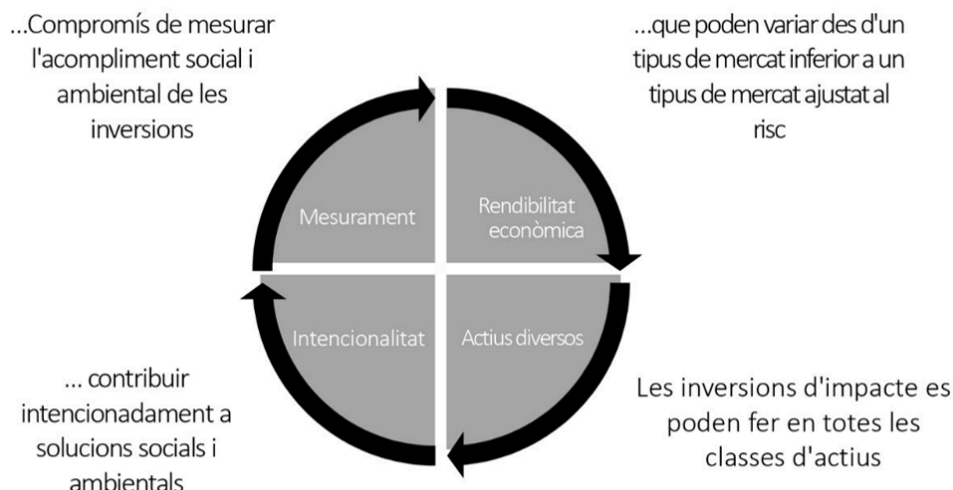 ...Compromís de mesurar
l'acompliment social i
ambiental de les
inversions
...que poden variar des d'un
tipus de mercat inferior a un
tipus de mercat ajustat al
risc
Mesurament
Rendibilitat
econòmica
Intencionalitat
Actius diversos
... contribuir
intencionadament a
solucions socials i
ambientals
Les inversions d'impacte es
poden fer en totes les
classes d'actius